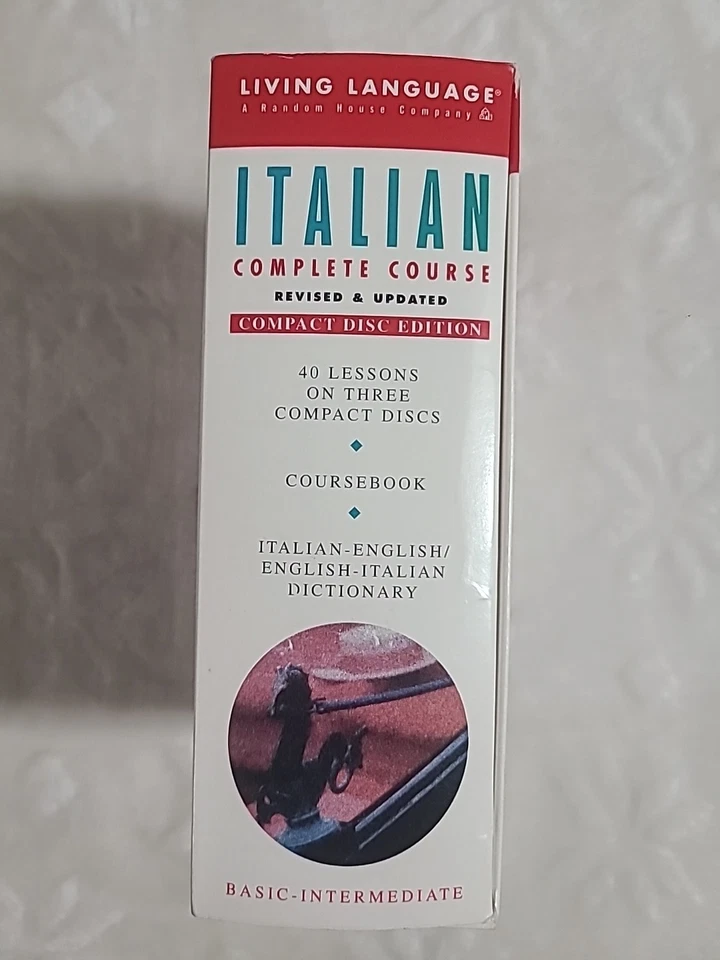 LIVING LANGUAGE®
A Random House Company
ITALIAN
COMPLETE COURSE
REVISED & UPDATED
COMPACT DISC EDITION
40 LESSONS
ON THREE
COMPACT DISCS
COURSEBOOK
ITALIAN-ENGLISH/
ENGLISH-ITALIAN
DICTIONARY
BASIC-INTERMEDIATE